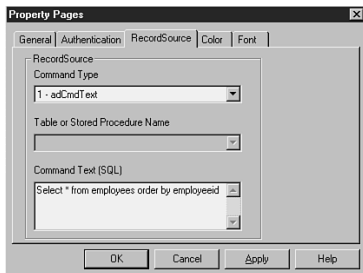 Property Pages
General Authentication RecordSource Color Font
RecordSource
Command Type
1 - adCmdText
Table or Stored Procedure Name
Command Text (SQL)
Select * from employees order by employeeid
OK Cancel Apply Help